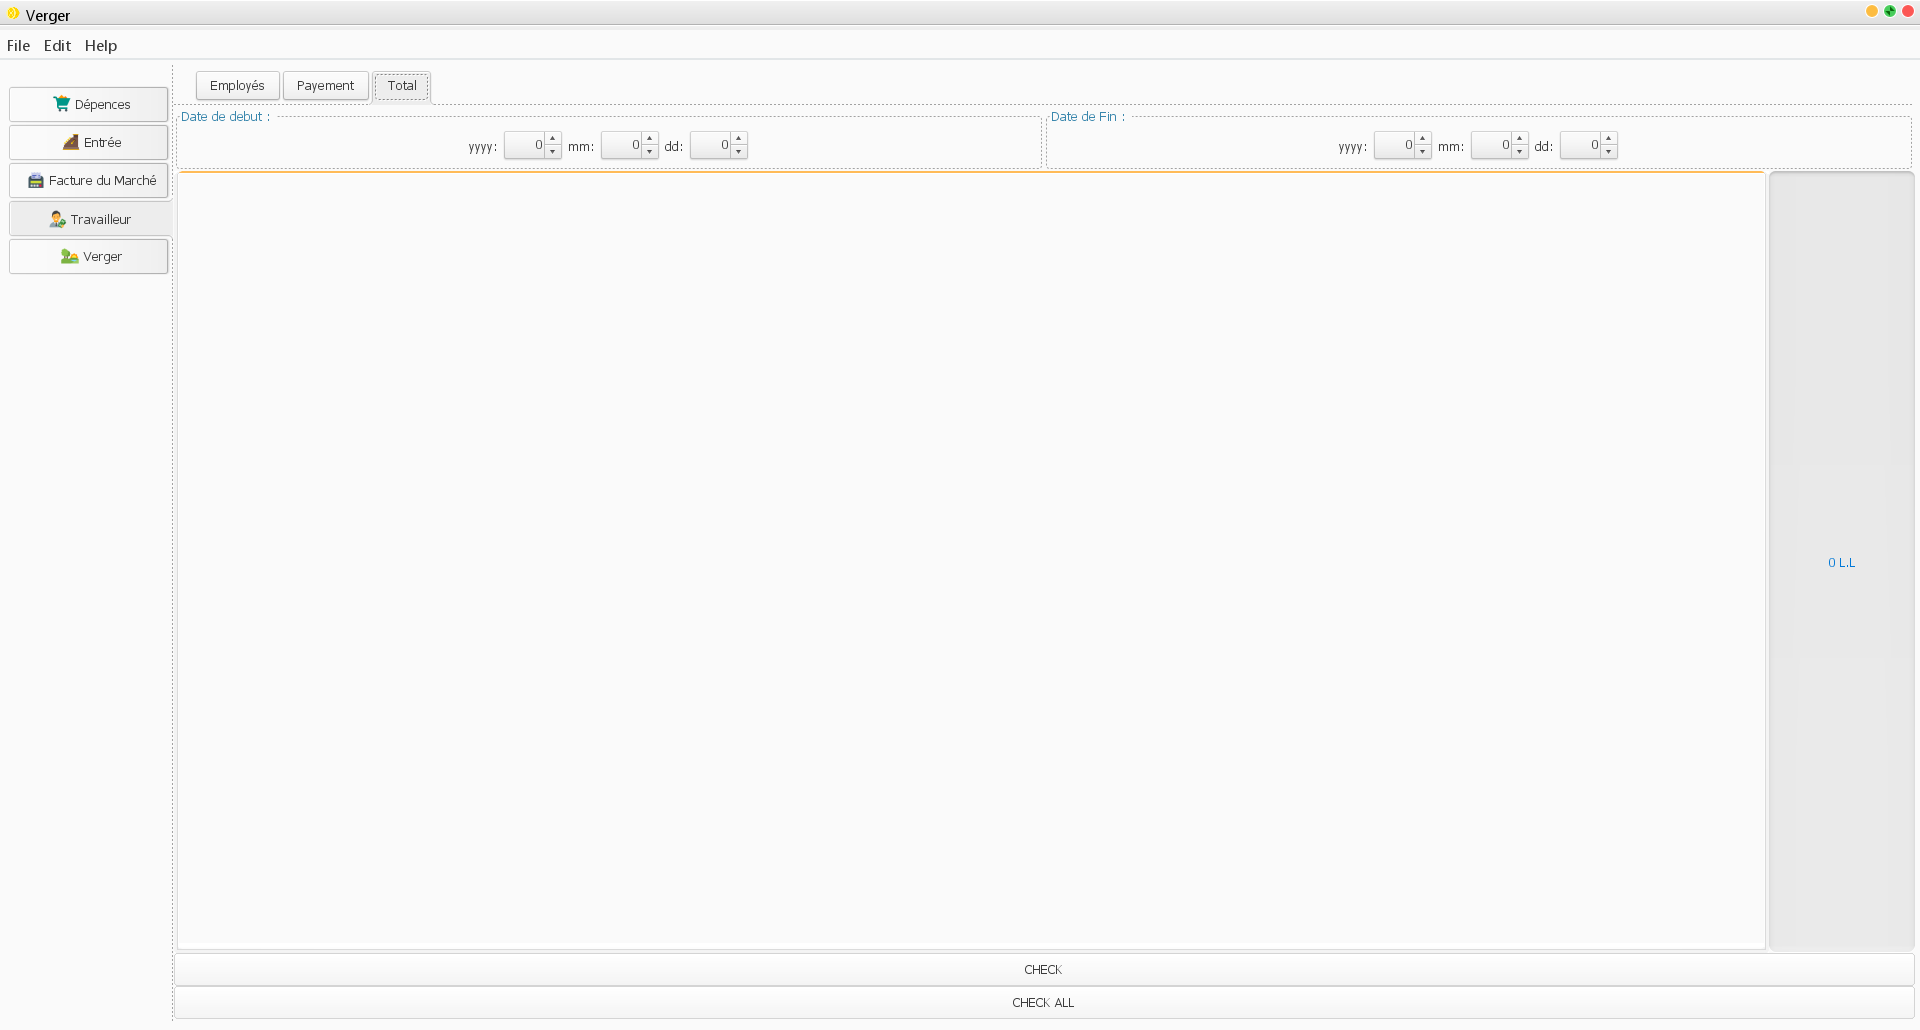 Verger
File Edit Help
Employés Payement Total
Dépences
Entrée
Facture du Marché
Travailleur
Verger
Date de debut : Date de Fin :
yyyy: 0 mm: 0 dd: 0 yyyy: 0 mm: 0 dd: 0
0 L.L
CHECK
CHECK ALL